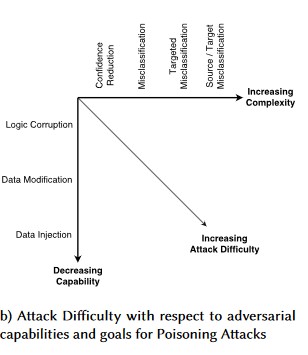 Confidence
Reduction
Misclassification
Targeted
Misclassification
Source / Target
Misclassification
Increasing
Complexity
Logic Corruption
Data Modification
Data Injection
Increasing
Attack Difficulty
Decreasing
Capability
b) Attack Difficulty with respect to adversarial
capabilities and goals for Poisoning Attacks